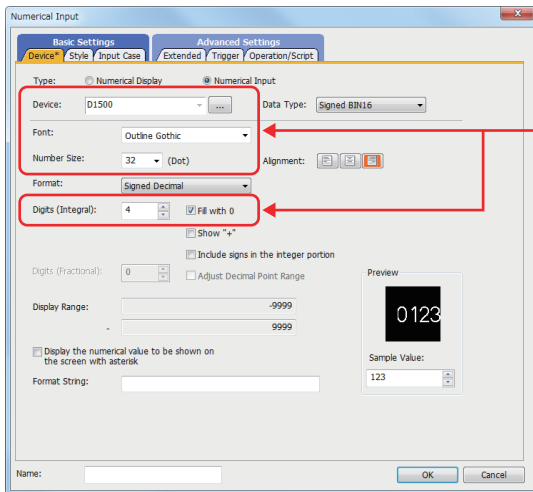 Numerical Input
Basic Settings Advanced Settings
Device* Style Input Case Extended Trigger Operation/Script
Type: Numerical Display Numerical Input
Device: D1500 ... Data Type: Signed BIN16
Font: Outline Gothic
Number Size: 32 (Dot) Alignment:
Format: Signed Decimal
Digits (Integral): 4 Fill with 0
Show "+"
Include signs in the integer portion
Digits (Fractional): 0 Adjust Decimal Point Range
Preview
Display Range: -9999
0123
- 9999
Display the numerical value to be shown on
the screen with asterisk
Sample Value:
Format String: 123
Name: OK Cancel